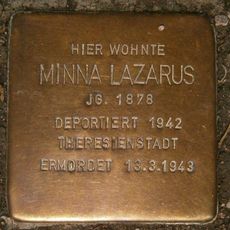 HIER WOHNTE
MINNA LAZARUS
JG. 1878
DEPORTIERT 1942
THERESIENSTADT
ERMORDET 13.3.1943